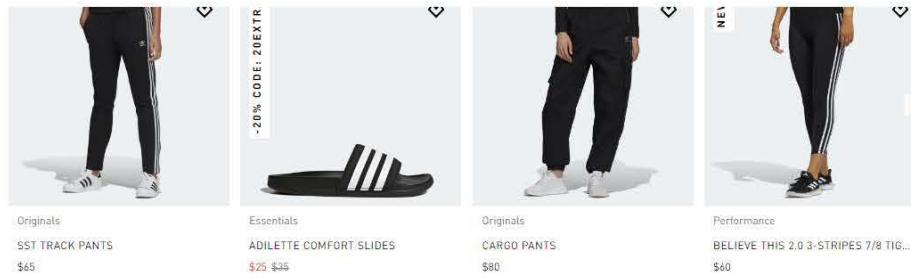 Originals
SST TRACK PANTS
$65
-20% CODE: 20EXTR
Essentials
ADILETTE COMFORT SLIDES
$25 $35
Originals
CARGO PANTS
$80
NEW
Performance
BELIEVE THIS 2.0 3-STRIPES 7/8 TIG...
$60